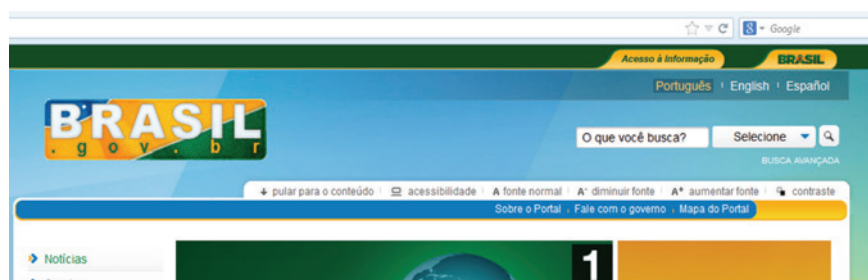 Google
Acesso à Informação BRASIL
Português English Español
BRASIL
.gov.br
O que você busca? Selecione
BUSCA AVANÇADA
pular para o conteúdo acessibilidade A fonte normal A- diminuir fonte A+ aumentar fonte contraste
Sobre o Portal Fale com o governo Mapa do Portal
Notícias
1